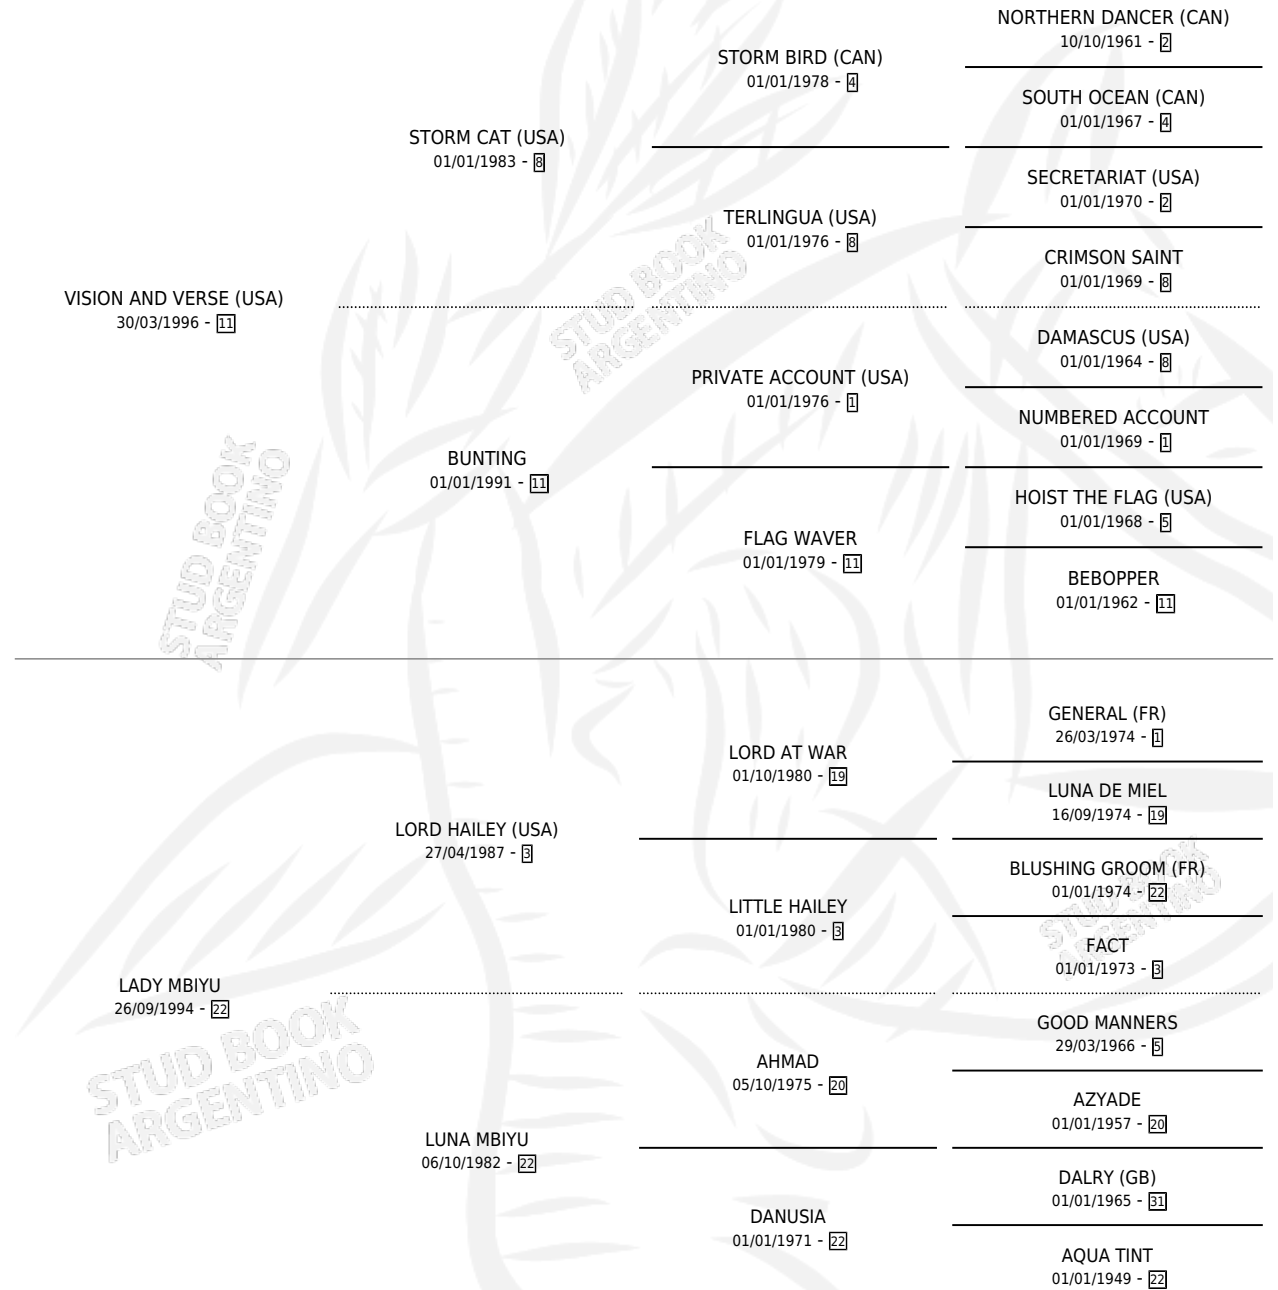 NORTHERN DANCER (CAN)
10/10/1961 - 2
STORM BIRD (CAN)
01/01/1978 - 4
SOUTH OCEAN (CAN)
01/01/1967 - 4
STORM CAT (USA)
01/01/1983 - 8
SECRETARIAT (USA)
01/01/1970 - 2
TERLINGUA (USA)
01/01/1976 - 8
CRIMSON SAINT
01/01/1969 - 8
VISION AND VERSE (USA)
30/03/1996 - 11
DAMASCUS (USA)
01/01/1964 - 8
PRIVATE ACCOUNT (USA)
01/01/1976 - 1
NUMBERED ACCOUNT
01/01/1969 - 1
BUNTING
01/01/1991 - 11
HOIST THE FLAG (USA)
01/01/1968 - 5
FLAG WAVER
01/01/1979 - 11
BEBOPPER
01/01/1962 - 11
GENERAL (FR)
26/03/1974 - 1
LORD AT WAR
01/10/1980 - 19
LUNA DE MIEL
16/09/1974 - 19
LORD HAILEY (USA)
27/04/1987 - 3
BLUSHING GROOM (FR)
01/01/1974 - 22
LITTLE HAILEY
01/01/1980 - 3
FACT
01/01/1973 - 3
LADY MBIYU
26/09/1994 - 22
GOOD MANNERS
29/03/1966 - 5
AHMAD
05/10/1975 - 20
AZYADE
01/01/1957 - 20
LUNA MBIYU
06/10/1982 - 22
DALRY (GB)
01/01/1965 - 31
DANUSIA
01/01/1971 - 22
AQUA TINT
01/01/1949 - 22
STUD BOOK
ARGENTINO
STUD BOOK
ARGENTINO
STUD BOOK
ARGENTINO
STUD BOOK
ARGENTINO